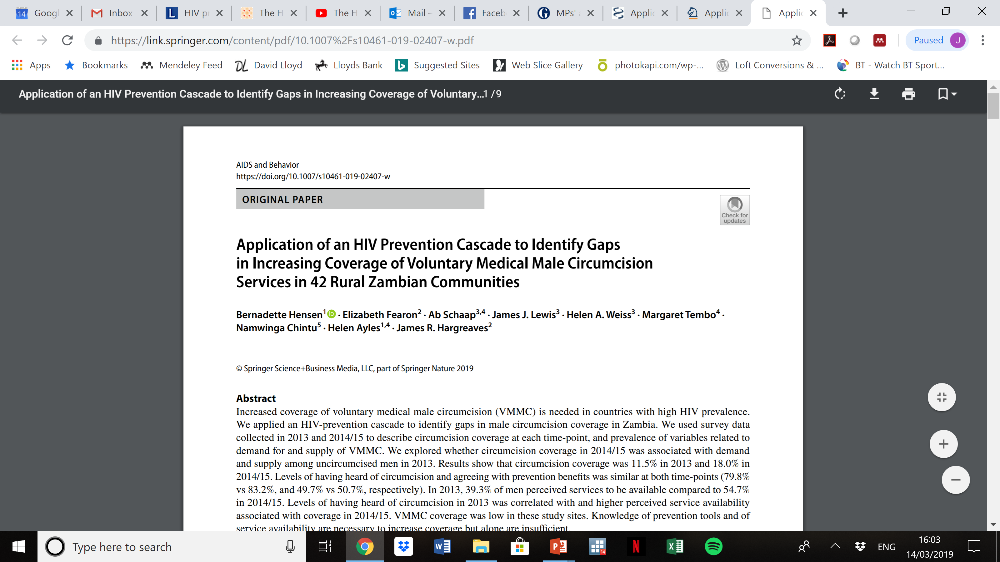 Googl
Inbox
HIV pr
The H
The H
Mail –
Faceb
MPs' a
Applic
Applic
Applic
https://link.springer.com/content/pdf/10.1007%2Fs10461-019-02407-w.pdf
Paused
J
Apps
Bookmarks
Mendeley Feed
David Lloyd
Lloyds Bank
Suggested Sites
Web Slice Gallery
photokapi.com/wp-...
Loft Conversions & ...
BT - Watch BT Sport...
Application of an HIV Prevention Cascade to Identify Gaps in Increasing Coverage of Voluntary...1 / 9
AIDS and Behavior
https://doi.org/10.1007/s10461-019-02407-w
ORIGINAL PAPER
Check for
updates
Application of an HIV Prevention Cascade to Identify Gaps
in Increasing Coverage of Voluntary Medical Male Circumcision
Services in 42 Rural Zambian Communities
Bernadette Hensen1 iD · Elizabeth Fearon2 · Ab Schaap3,4 · James J. Lewis3 · Helen A. Weiss3 · Margaret Tembo4 ·
Namwinga Chintu5 · Helen Ayles1,4 · James R. Hargreaves2
© Springer Science+Business Media, LLC, part of Springer Nature 2019
Abstract
Increased coverage of voluntary medical male circumcision (VMMC) is needed in countries with high HIV prevalence.
We applied an HIV-prevention cascade to identify gaps in male circumcision coverage in Zambia. We used survey data
collected in 2013 and 2014/15 to describe circumcision coverage at each time-point, and prevalence of variables related to
demand for and supply of VMMC. We explored whether circumcision coverage in 2014/15 was associated with demand
and supply among uncircumcised men in 2013. Results show that circumcision coverage was 11.5% in 2013 and 18.0% in
2014/15. Levels of having heard of circumcision and agreeing with prevention benefits was similar at both time-points (79.8%
vs 83.2%, and 49.7% vs 50.7%, respectively). In 2013, 39.3% of men perceived services to be available compared to 54.7%
in 2014/15. Levels of having heard of circumcision in 2013 was correlated with and higher perceived service availability
associated with coverage in 2014/15. VMMC coverage was low in these study sites. Knowledge of prevention tools and of
service availability are necessary to increase coverage but alone are insufficient
Type here to search
ENG
16:03
14/03/2019